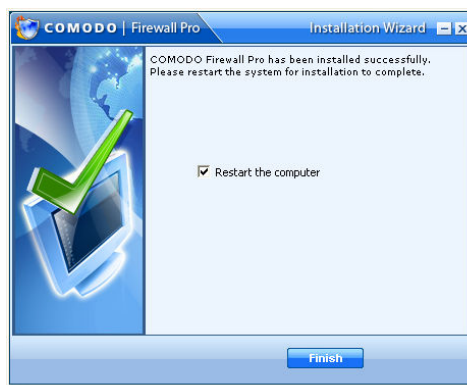 COMODO | Firewall Pro Installation Wizard
COMODO Firewall Pro has been installed successfully.
Please restart the system for installation to complete.
Restart the computer
Finish